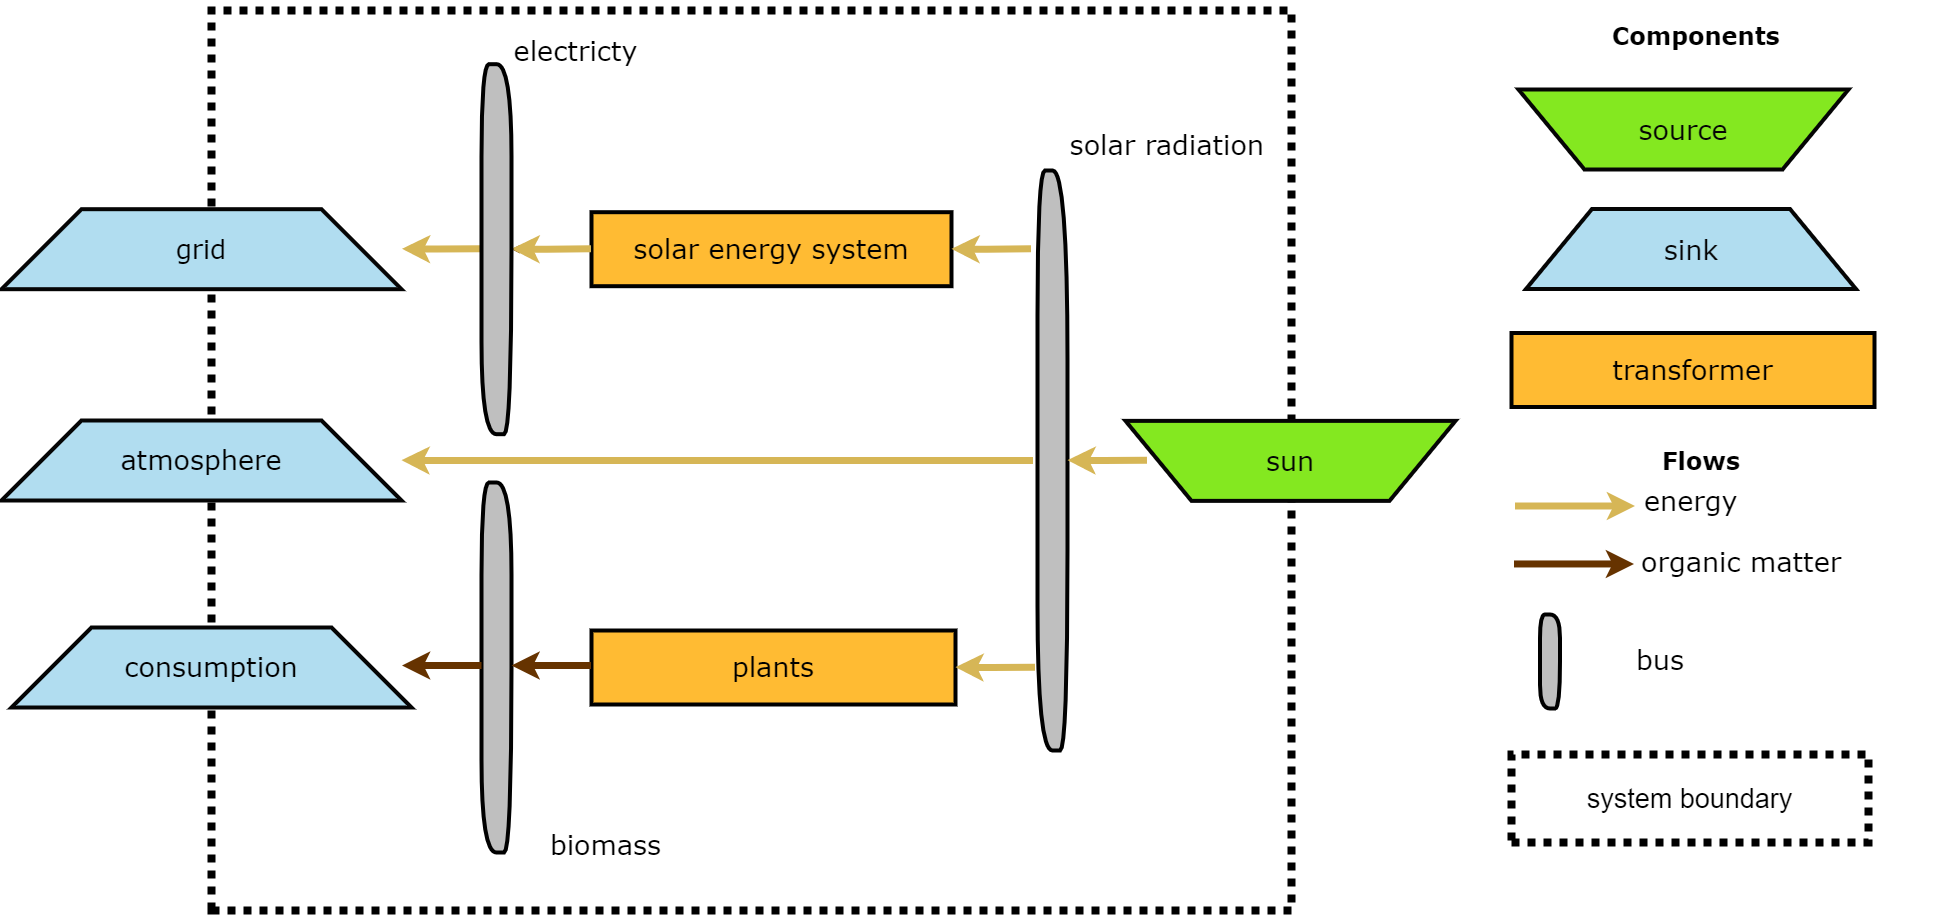 electricty
solar radiation
grid
solar energy system
atmosphere
sun
consumption
plants
biomass
Components
source
sink
transformer
Flows
energy
organic matter
bus
system boundary